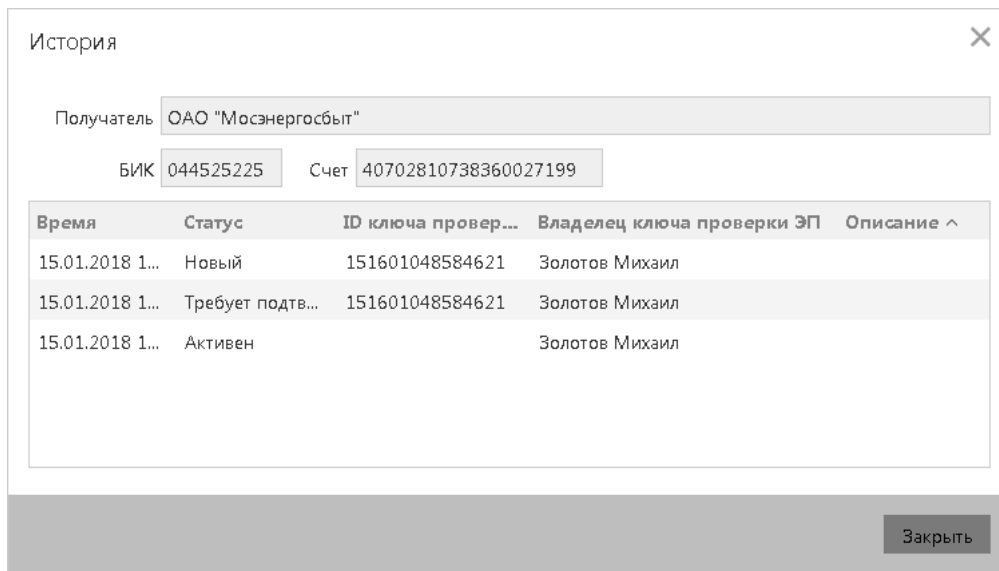 История
Получатель ОАО "Мосэнергосбыт"
БИК 044525225 Счет 40702810738360027199
Время Статус ID ключа провер... Владелец ключа проверки ЭП Описание
15.01.2018 1... Новый 151601048584621 Золотов Михаил
15.01.2018 1... Требует подтв... 151601048584621 Золотов Михаил
15.01.2018 1... Активен Золотов Михаил
Закрыть